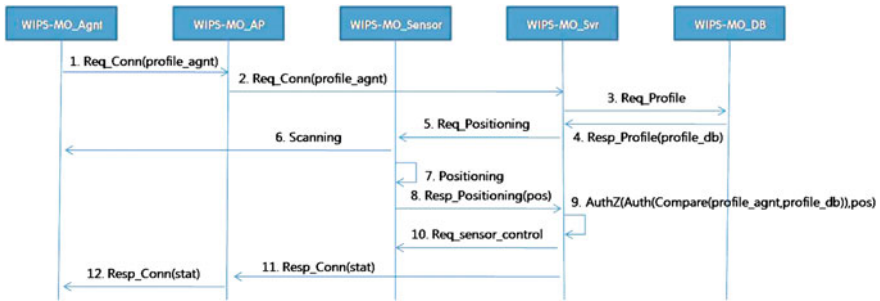 WIPS-MO_Agnt
WIPS-MO_AP
WIPS-MO_Sensor
WIPS-MO_Svr
WIPS-MO_DB
1. Req_Conn(profile_agnt)
2. Req_Conn(profile_agnt)
3. Req_Profile
4. Resp_Profile(profile_db)
5. Req_Positioning
6. Scanning
7. Positioning
8. Resp_Positioning(pos)
9. AuthZ(Auth(Compare(profile_agnt,profile_db)),pos)
10. Req_sensor_control
11. Resp_Conn(stat)
12. Resp_Conn(stat)